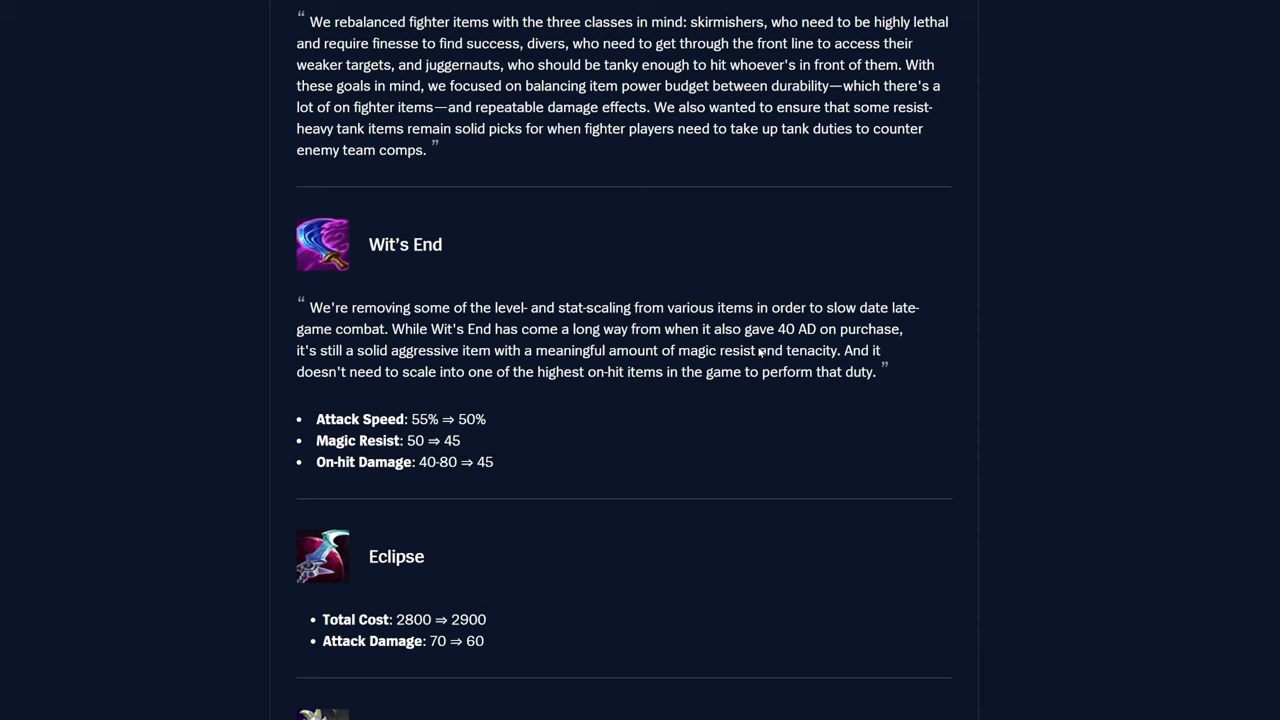 “ We rebalanced fighter items with the three classes in mind: skirmishers, who need to be highly lethal
and require finesse to find success, divers, who need to get through the front line to access their
weaker targets, and juggernauts, who should be tanky enough to hit whoever's in front of them. With
these goals in mind, we focused on balancing item power budget between durability—which there's a
lot of on fighter items—and repeatable damage effects. We also wanted to ensure that some resist-
heavy tank items remain solid picks for when fighter players need to take up tank duties to counter
enemy team comps. ”
Wit’s End
“ We're removing some of the level- and stat-scaling from various items in order to slow date late-
game combat. While Wit's End has come a long way from when it also gave 40 AD on purchase,
it's still a solid aggressive item with a meaningful amount of magic resist and tenacity. And it
doesn't need to scale into one of the highest on-hit items in the game to perform that duty. ”
• Attack Speed: 55% ⇒ 50%
• Magic Resist: 50 ⇒ 45
• On-hit Damage: 40-80 ⇒ 45
Eclipse
• Total Cost: 2800 ⇒ 2900
• Attack Damage: 70 ⇒ 60